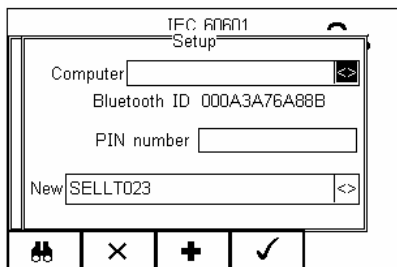 IEC 60601
Setup
Computer <>
Bluetooth ID 000A3A76A88B
PIN number
New SELLT023 <>